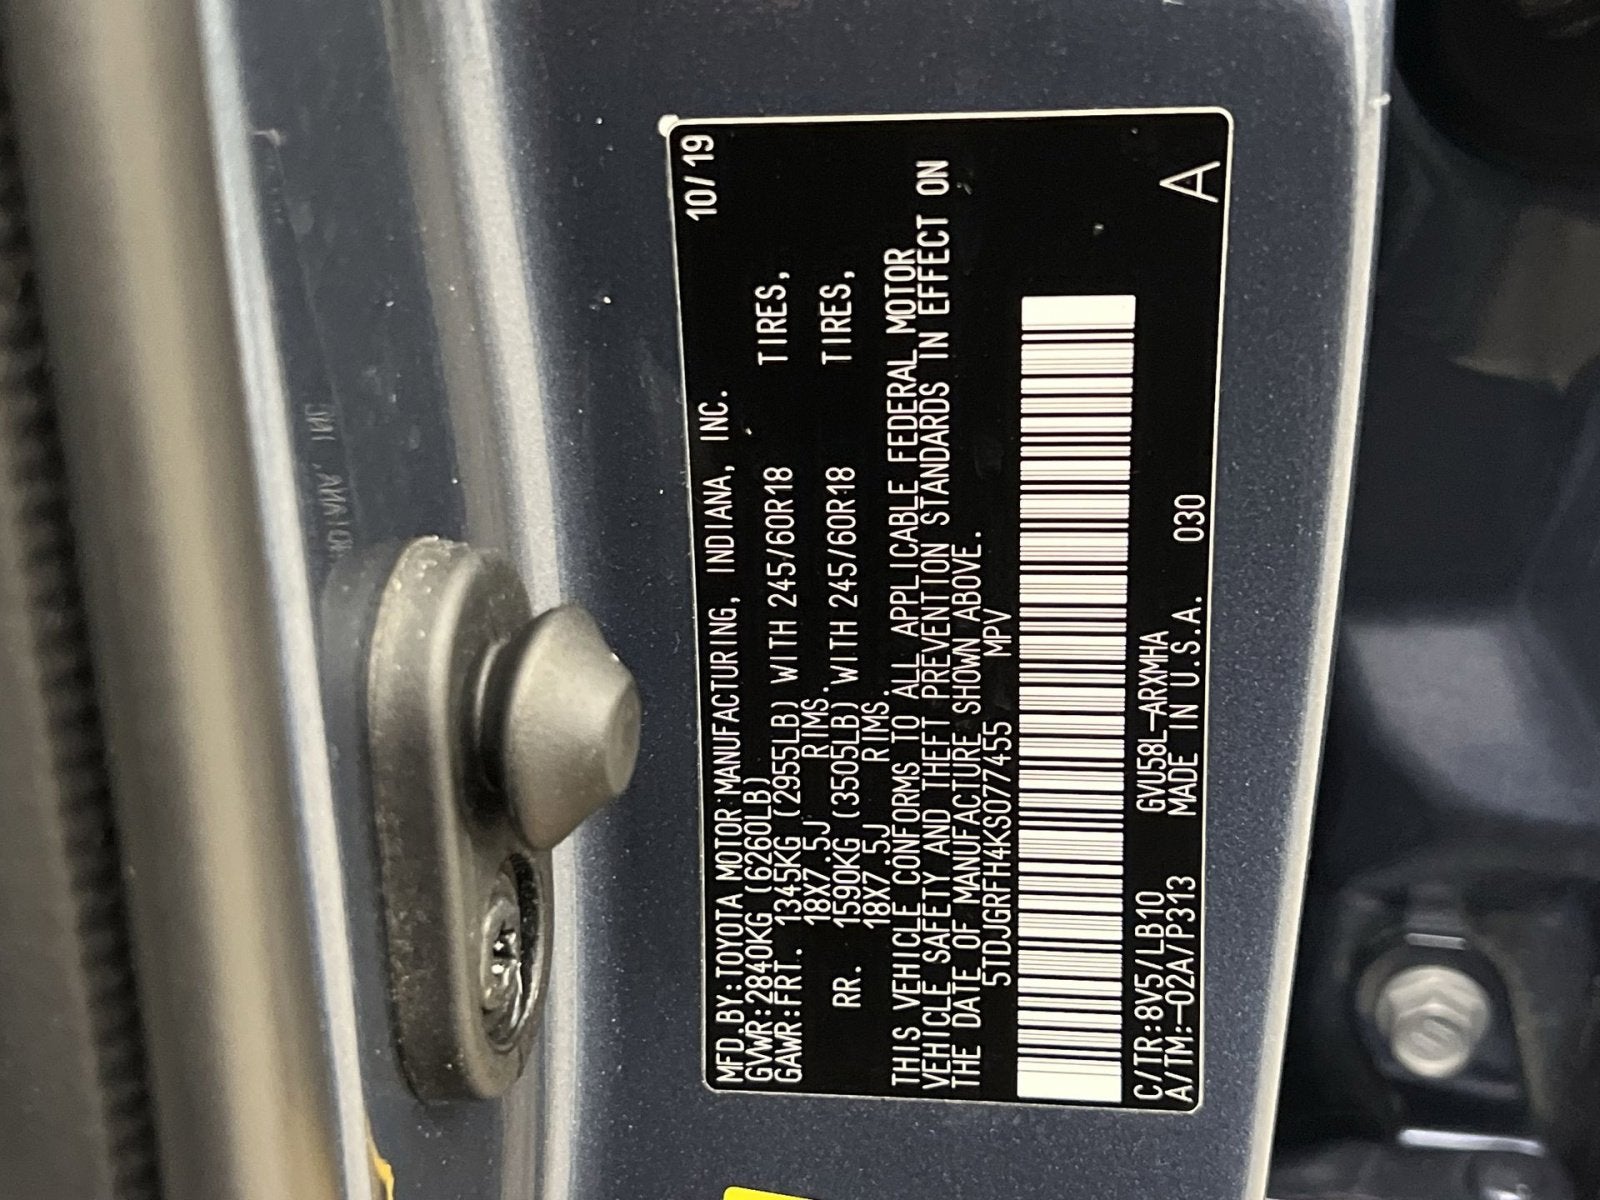 MFD.BY:TOYOTA MOTOR MANUFACTURING, INDIANA, INC. 10/19
GVWR:2840KG (6260LB)
GAWR:FRT. 1345KG (2955LB) WITH 245/60R18 TIRES,
18X7.5J RIMS.
RR. 1590KG (3505LB) WITH 245/60R18 TIRES,
18X7.5J RIMS.
THIS VEHICLE CONFORMS TO ALL APPLICABLE FEDERAL MOTOR
VEHICLE SAFETY AND THEFT PREVENTION STANDARDS IN EFFECT ON
THE DATE OF MANUFACTURE SHOWN ABOVE.
5TDJGRFH4KS077455 MPV
C/TR:8V5/LB10 GVU58L-ARXMHA
A/TM:-02A/P313 MADE IN U.S.A. 030 A